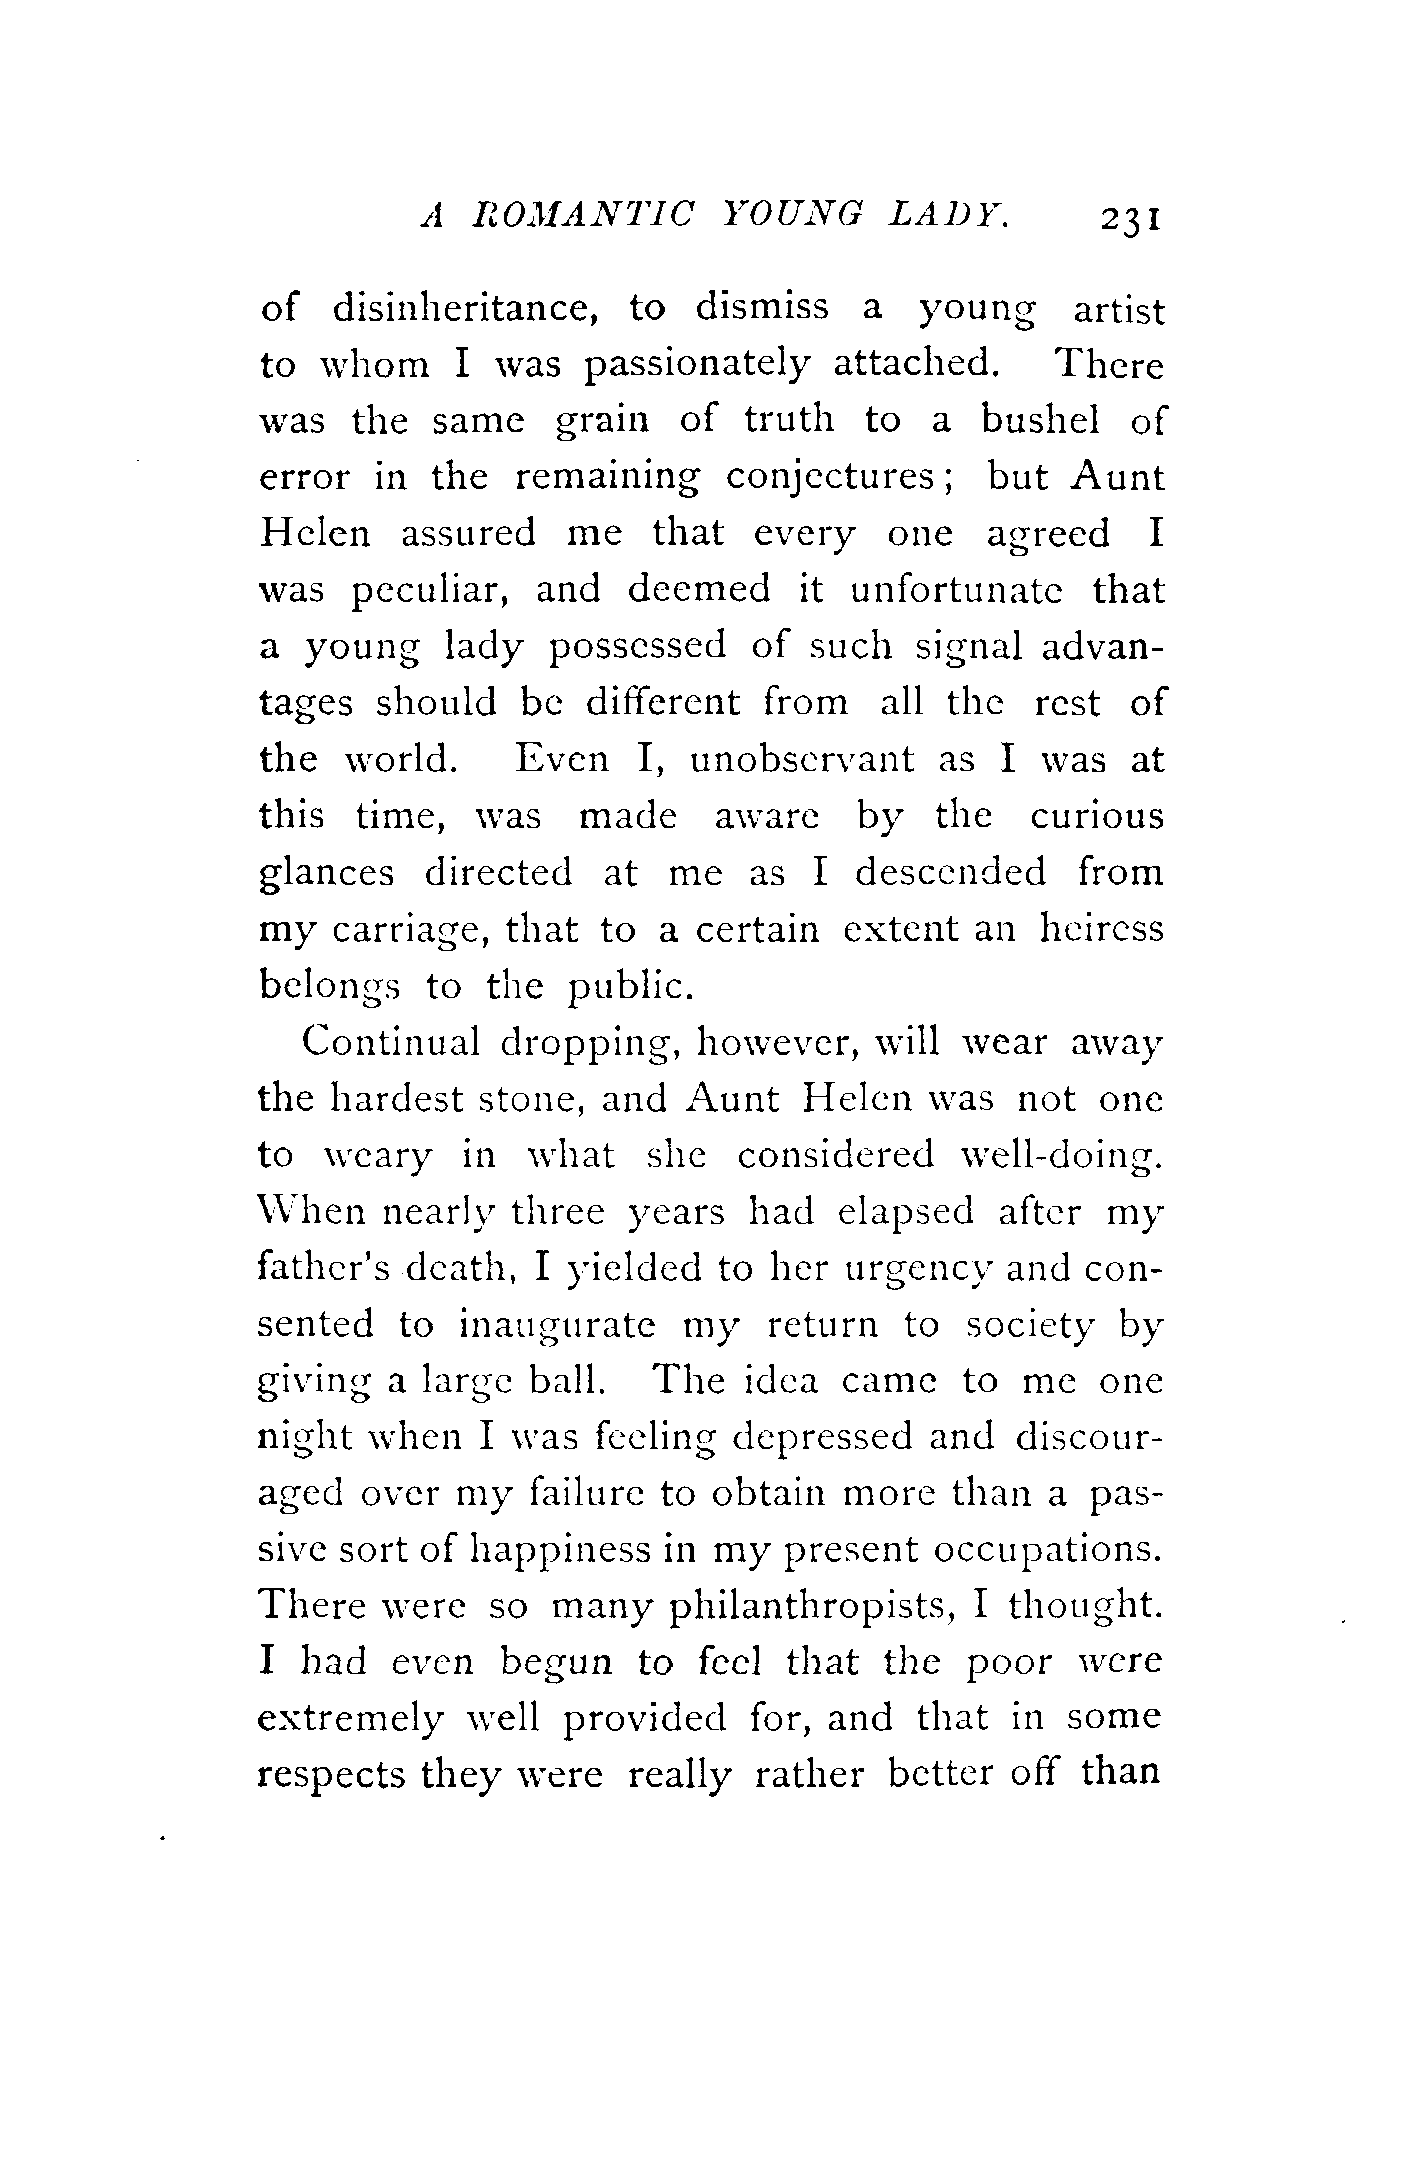 A ROMANTIC YOUNG LADY. 231
of disinheritance, to dismiss a young artist
to whom I was passionately attached. There
was the same grain of truth to a bushel of
error in the remaining conjectures; but Aunt
Helen assured me that every one agreed I
was peculiar, and deemed it unfortunate that
a young lady possessed of such signal advan-
tages should be different from all the rest of
the world. Even I, unobservant as I was at
this time, was made aware by the curious
glances directed at me as I descended from
my carriage, that to a certain extent an heiress
belongs to the public.
Continual dropping, however, will wear away
the hardest stone, and Aunt Helen was not one
to weary in what she considered well-doing.
When nearly three years had elapsed after my
father's death, I yielded to her urgency and con-
sented to inaugurate my return to society by
giving a large ball. The idea came to me one
night when I was feeling depressed and discour-
aged over my failure to obtain more than a pas-
sive sort of happiness in my present occupations.
There were so many philanthropists, I thought.
I had even begun to feel that the poor were
extremely well provided for, and that in some
respects they were really rather better off than